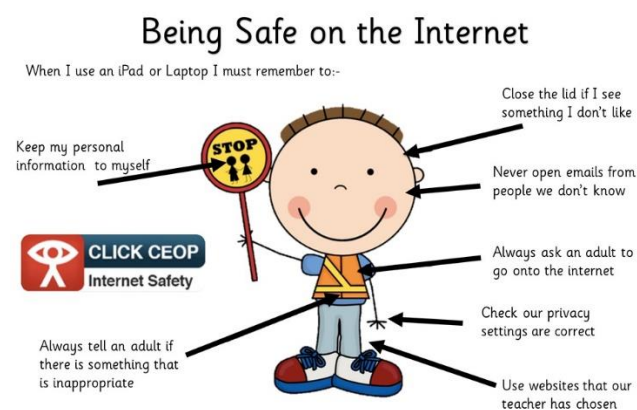 Being Safe on the Internet
When I use an iPad or Laptop I must remember to:-
Close the lid if I see
something I don't like
STOP
Keep my personal
information to myself
Never open emails from
people we don't know
CLICK CEOP
Internet Safety
Always ask an adult to
go onto the internet
Check our privacy
settings are correct
Always tell an adult if
there is something that
is inappropriate
Use websites that our
teacher has chosen